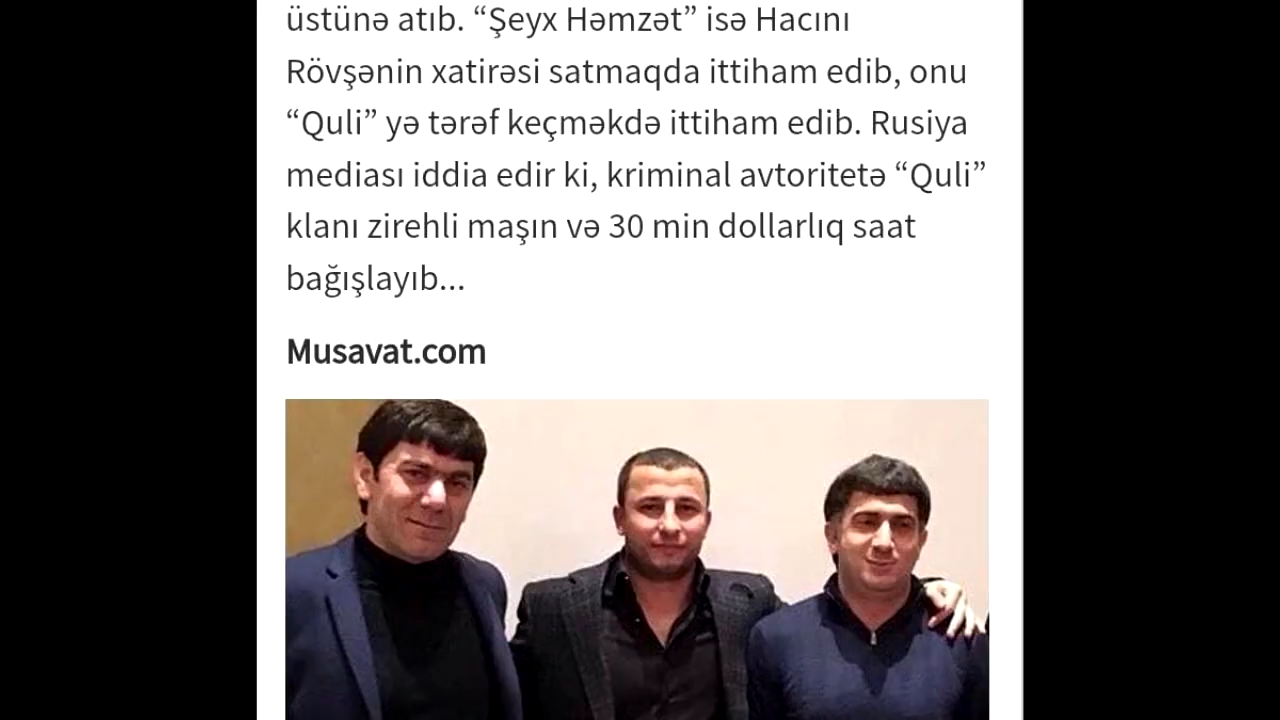 üstünə atıb. “Şeyx Həmzət” isə Hacını
Rövşənin xatirəsi satmaqda ittiham edib, onu
“Quli” yə tərəf keçməkdə ittiham edib. Rusiya
mediası iddia edir ki, kriminal avtoritetə “Quli”
klanı zirehli maşın və 30 min dollarlıq saat
bağışlayıb...
Musavat.com